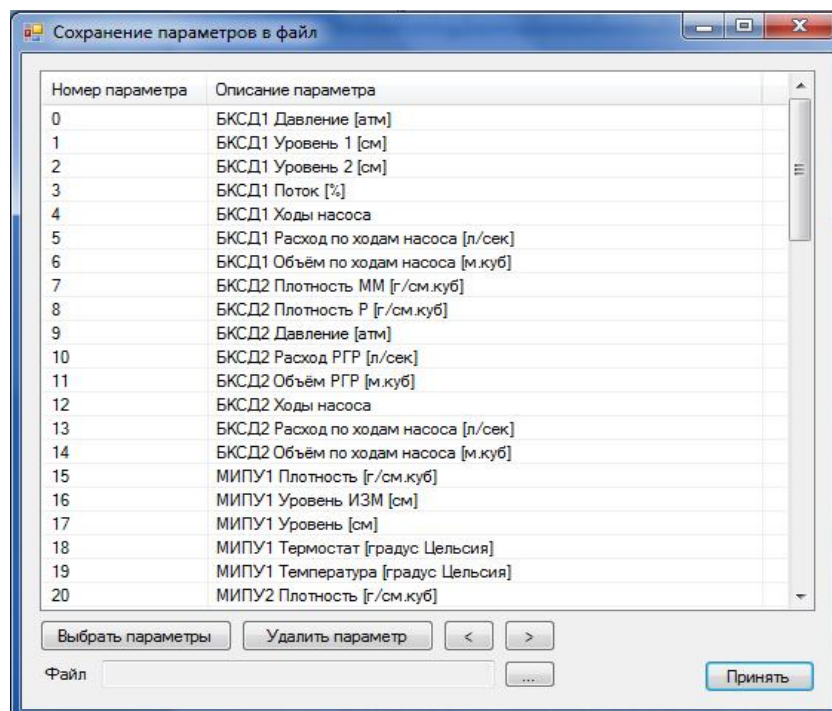 Сохранение параметров в файл
Номер параметра Описание параметра
0 БКСД1 Давление [атм]
1 БКСД1 Уровень 1 [см]
2 БКСД1 Уровень 2 [см]
3 БКСД1 Поток [%]
4 БКСД1 Ходы насоса
5 БКСД1 Расход по ходам насоса [л/сек]
6 БКСД1 Объём по ходам насоса [м.куб]
7 БКСД2 Плотность ММ [г/см.куб]
8 БКСД2 Плотность Р [г/см.куб]
9 БКСД2 Давление [атм]
10 БКСД2 Расход РГР [л/сек]
11 БКСД2 Объём РГР [м.куб]
12 БКСД2 Ходы насоса
13 БКСД2 Расход по ходам насоса [л/сек]
14 БКСД2 Объём по ходам насоса [м.куб]
15 МИПУ1 Плотность [г/см.куб]
16 МИПУ1 Уровень ИЗМ [см]
17 МИПУ1 Уровень [см]
18 МИПУ1 Термостат [градус Цельсия]
19 МИПУ1 Температура [градус Цельсия]
20 МИПУ2 Плотность [г/см.куб]
Выбрать параметры Удалить параметр < >
Файл ... Принять